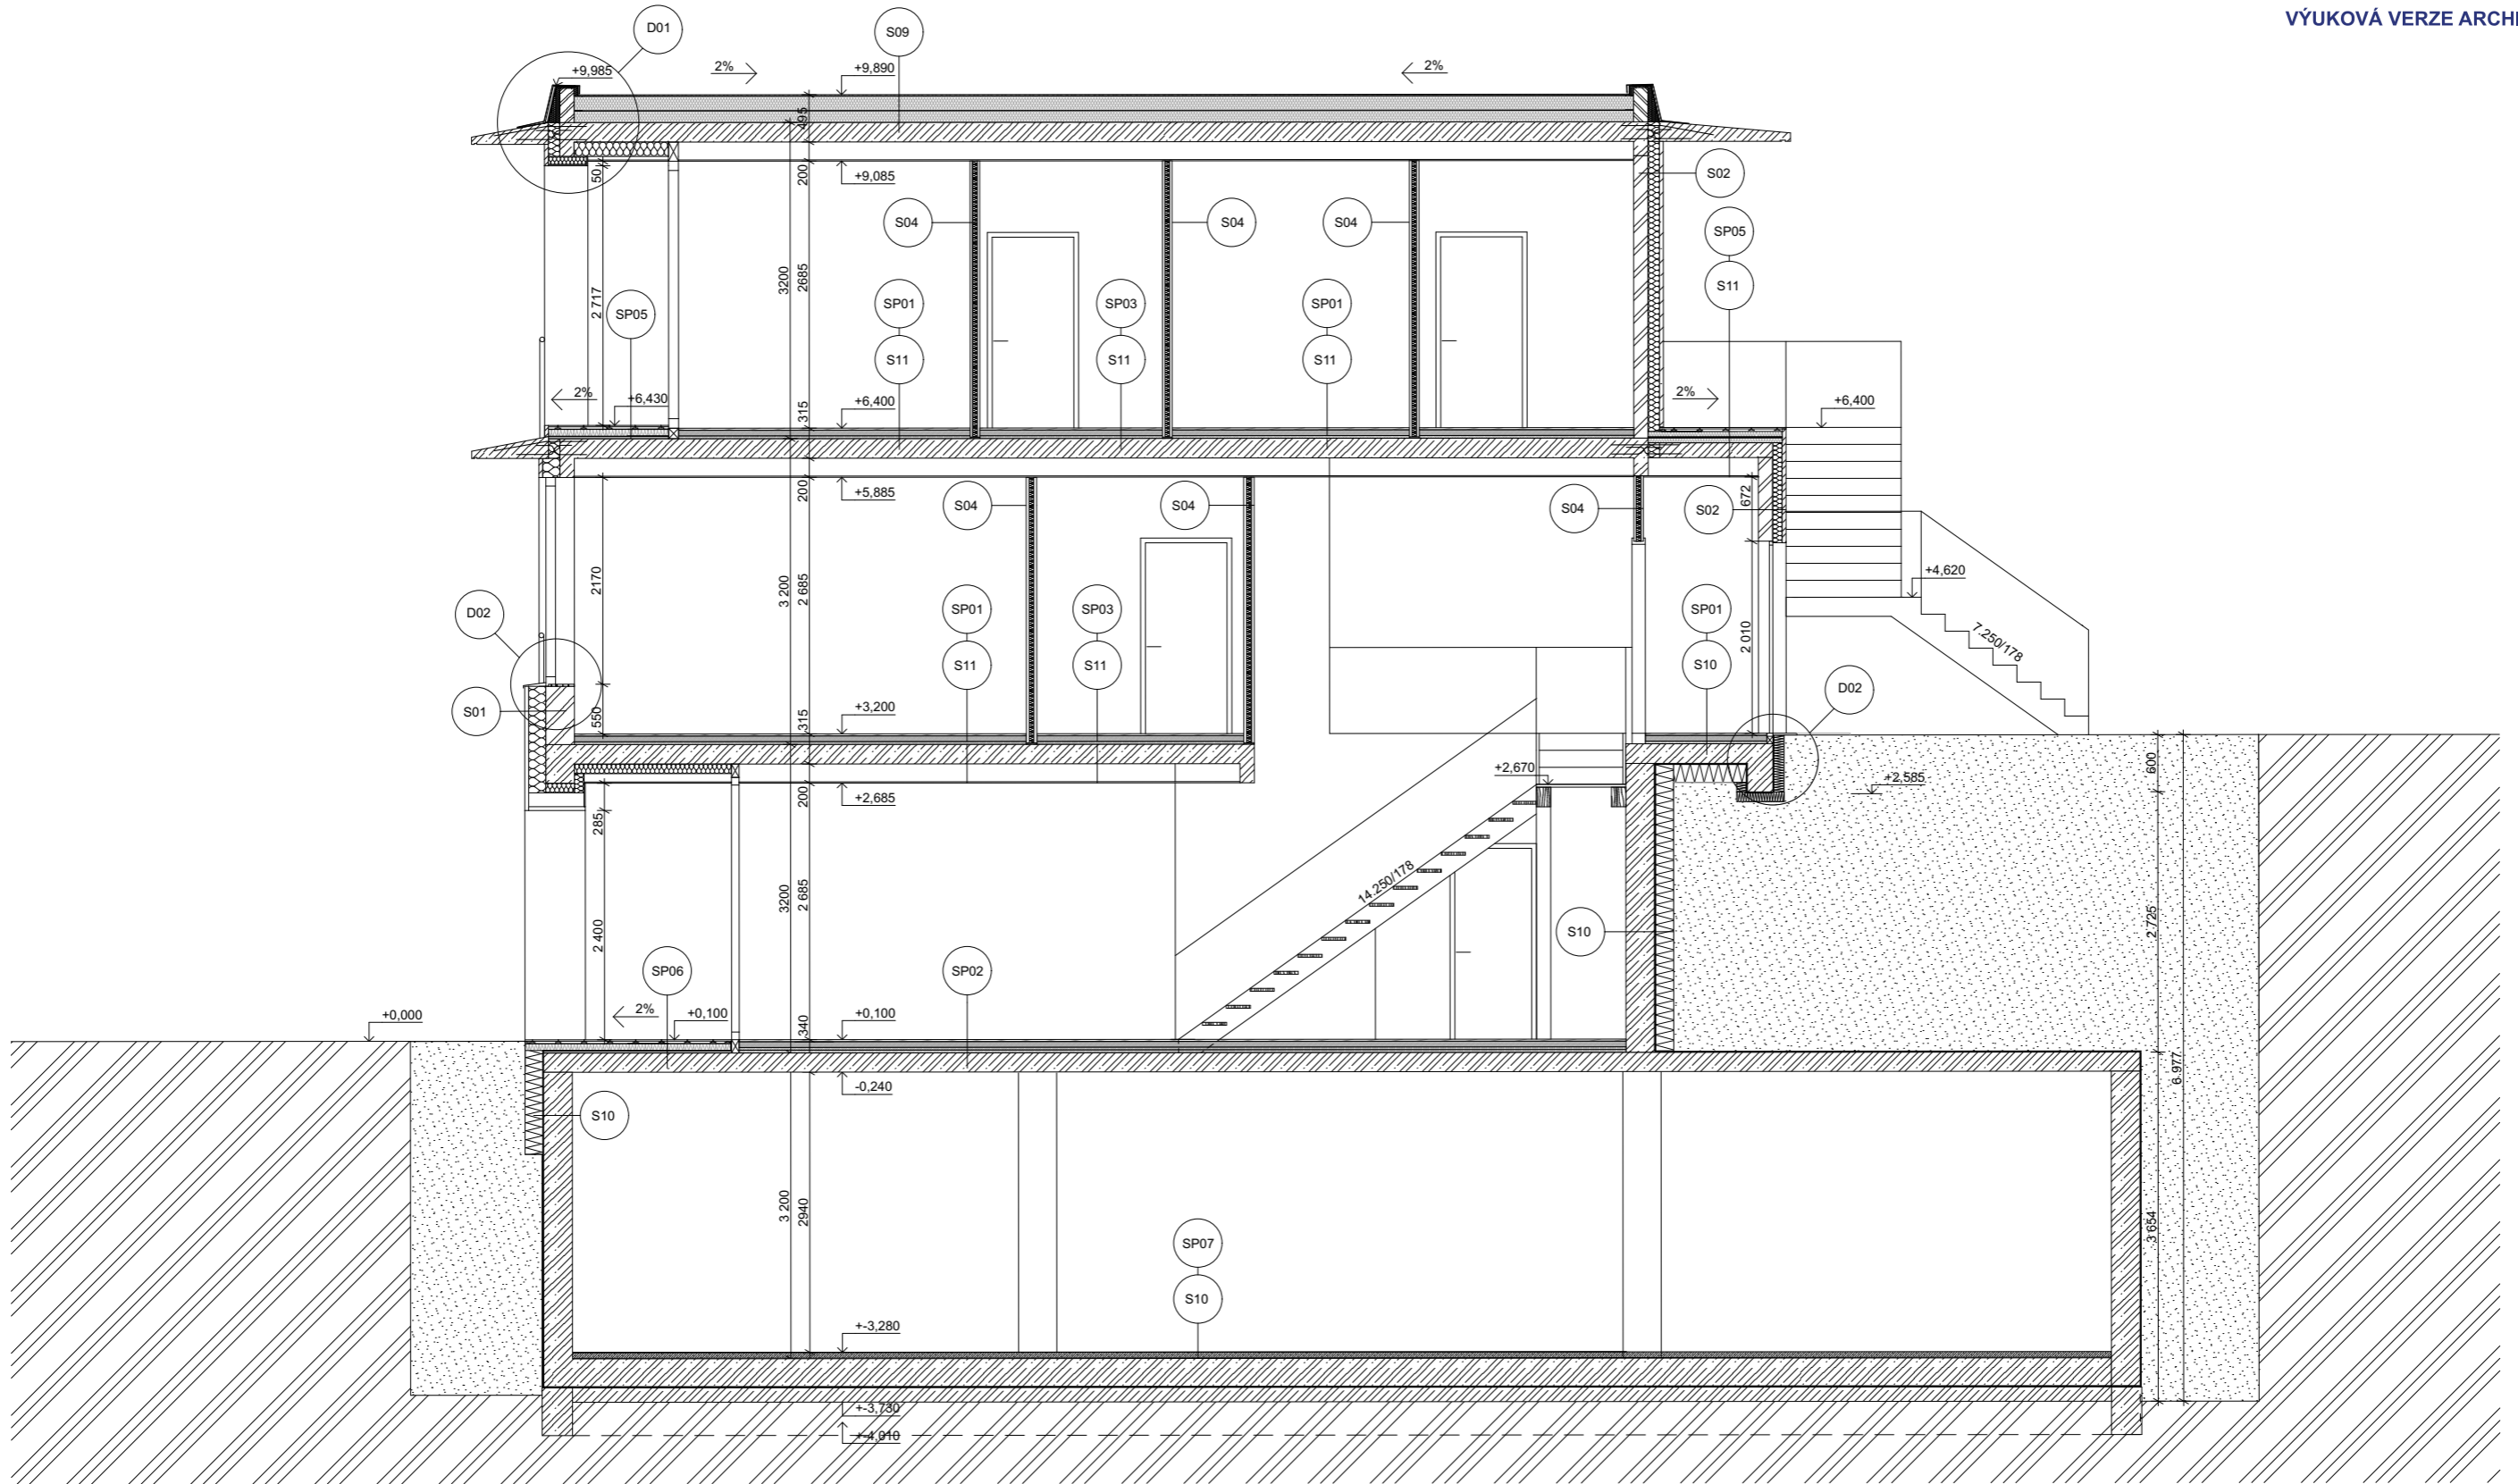 VÝUKOVÁ VERZE ARCHI
D01
S09
+9,985
2%
+9,890
2%
495
50
200
+9,085
S02
S04
S04
S04
SP05
S11
2 717
3200
2685
SP05
SP01
S11
SP03
S11
SP01
S11
2%
+6,430
315
+6,400
2%
+6,400
200
+5,885
S04
S04
S04
S02
672
2170
3 200
2 685
+4,620
D02
SP01
S11
SP03
S11
SP01
S10
2 010
7.250/178
D02
S01
550
315
+3,200
+2,670
600
+2,585
200
+2,685
285
14.250/178
3200
2 685
2 400
S10
2 725
SP06
SP02
+0,000
2%
+0,100
340
+0,100
6 977
-0,240
S10
3 200
2940
3 654
SP07
S10
+-3,280
+-3,730
+-4,010